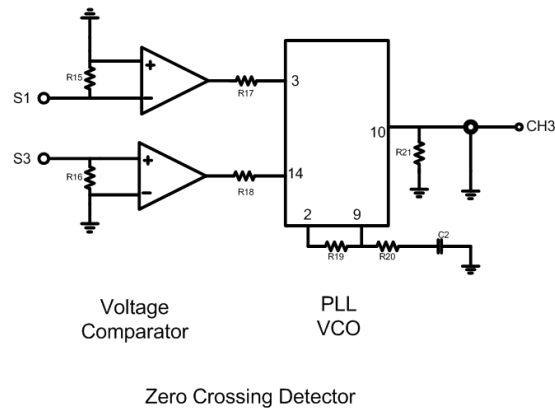 R15
+
−
S1
R17
3
10
CH3
R21
S3
R16
+
−
R18
14
2
9
R19
R20
C2
Voltage
Comparator
PLL
VCO
Zero Crossing Detector